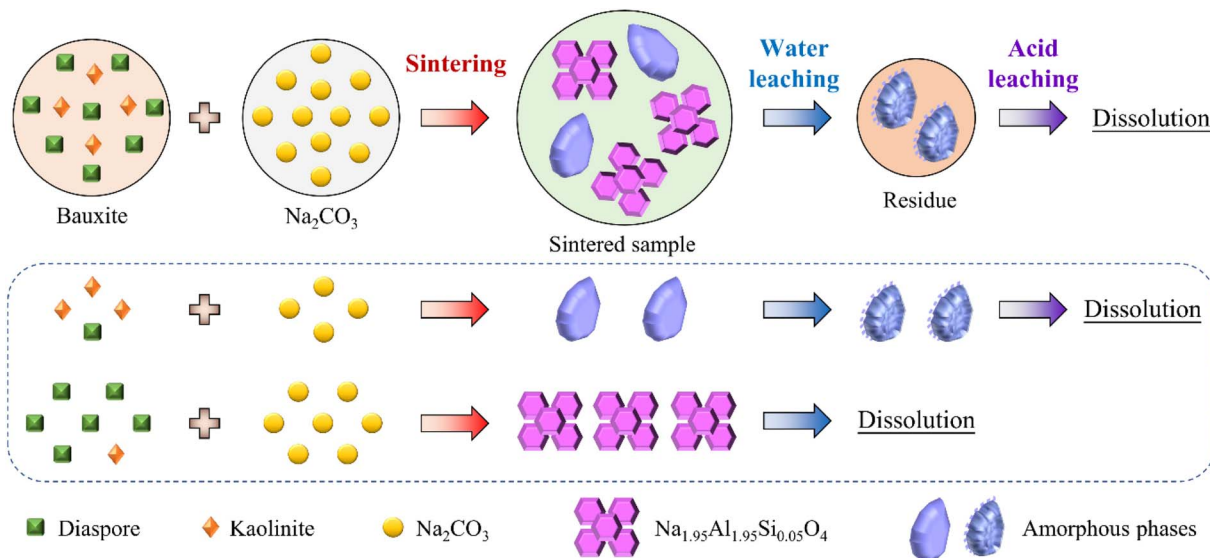 Sintering
Water
leaching
Acid
leaching
Dissolution
Bauxite
Na₂CO₃
Sintered sample
Residue
Dissolution
Dissolution
Diaspore
Kaolinite
Na₂CO₃
Na₁.₉₅Al₁.₉₅Si₀.₀₅O₄
Amorphous phases